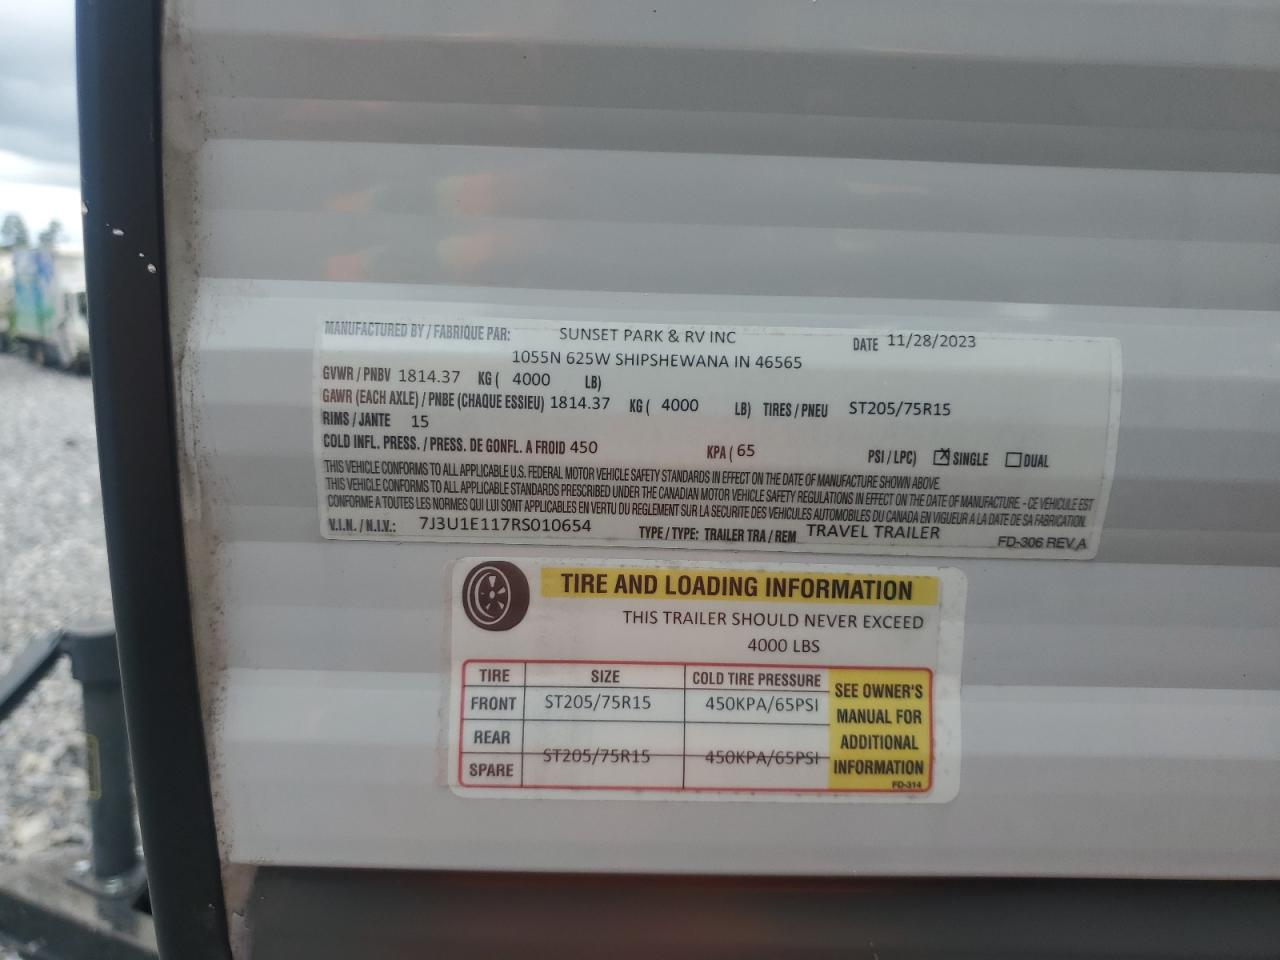 MANUFACTURED BY / FABRIQUE PAR: SUNSET PARK & RV INC DATE 11/28/2023
1055N 625W SHIPSHEWANA IN 46565
GVWR / PNBV 1814.37 KG ( 4000 LB)
GAWR (EACH AXLE) / PNBE (CHAQUE ESSIEU) 1814.37 KG ( 4000 LB) TIRES / PNEU ST205/75R15
RIMS / JANTE 15
COLD INFL. PRESS. / PRESS. DE GONFL. A FROID 450 KPA ( 65 PSI / LPC) X SINGLE DUAL
THIS VEHICLE CONFORMS TO ALL APPLICABLE U.S. FEDERAL MOTOR VEHICLE SAFETY STANDARDS IN EFFECT ON THE DATE OF MANUFACTURE SHOWN ABOVE.
THIS VEHICLE CONFORMS TO ALL APPLICABLE STANDARDS PRESCRIBED UNDER THE CANADIAN MOTOR VEHICLE SAFETY REGULATIONS IN EFFECT ON THE DATE OF MANUFACTURE. - CE VEHICULE EST
CONFORME A TOUTES LES NORMES QUI LUI SONT APPLICABLES EN VERTU DU REGLEMENT SUR LA SECURITE DES VEHICULES AUTOMOBILES DU CANADA EN VIGUEUR A LA DATE DE SA FABRICATION.
V.I.N. / N.I.V.: 7J3U1E117RS010654 TYPE / TYPE: TRAILER TRA / REM TRAVEL TRAILER FD-306 REV.A
TIRE AND LOADING INFORMATION
THIS TRAILER SHOULD NEVER EXCEED
4000 LBS
TIRE SIZE COLD TIRE PRESSURE
FRONT ST205/75R15 450KPA/65PSI
REAR
SPARE ST205/75R15 450KPA/65PSI
SEE OWNER'S
MANUAL FOR
ADDITIONAL
INFORMATION
FD-314